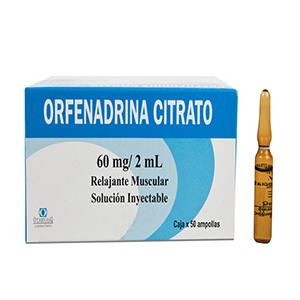 ORFENADRINA CITRATO
60 mg/ 2 mL
Relajante Muscular
Solución Inyectable
Caja x 50 ampollas